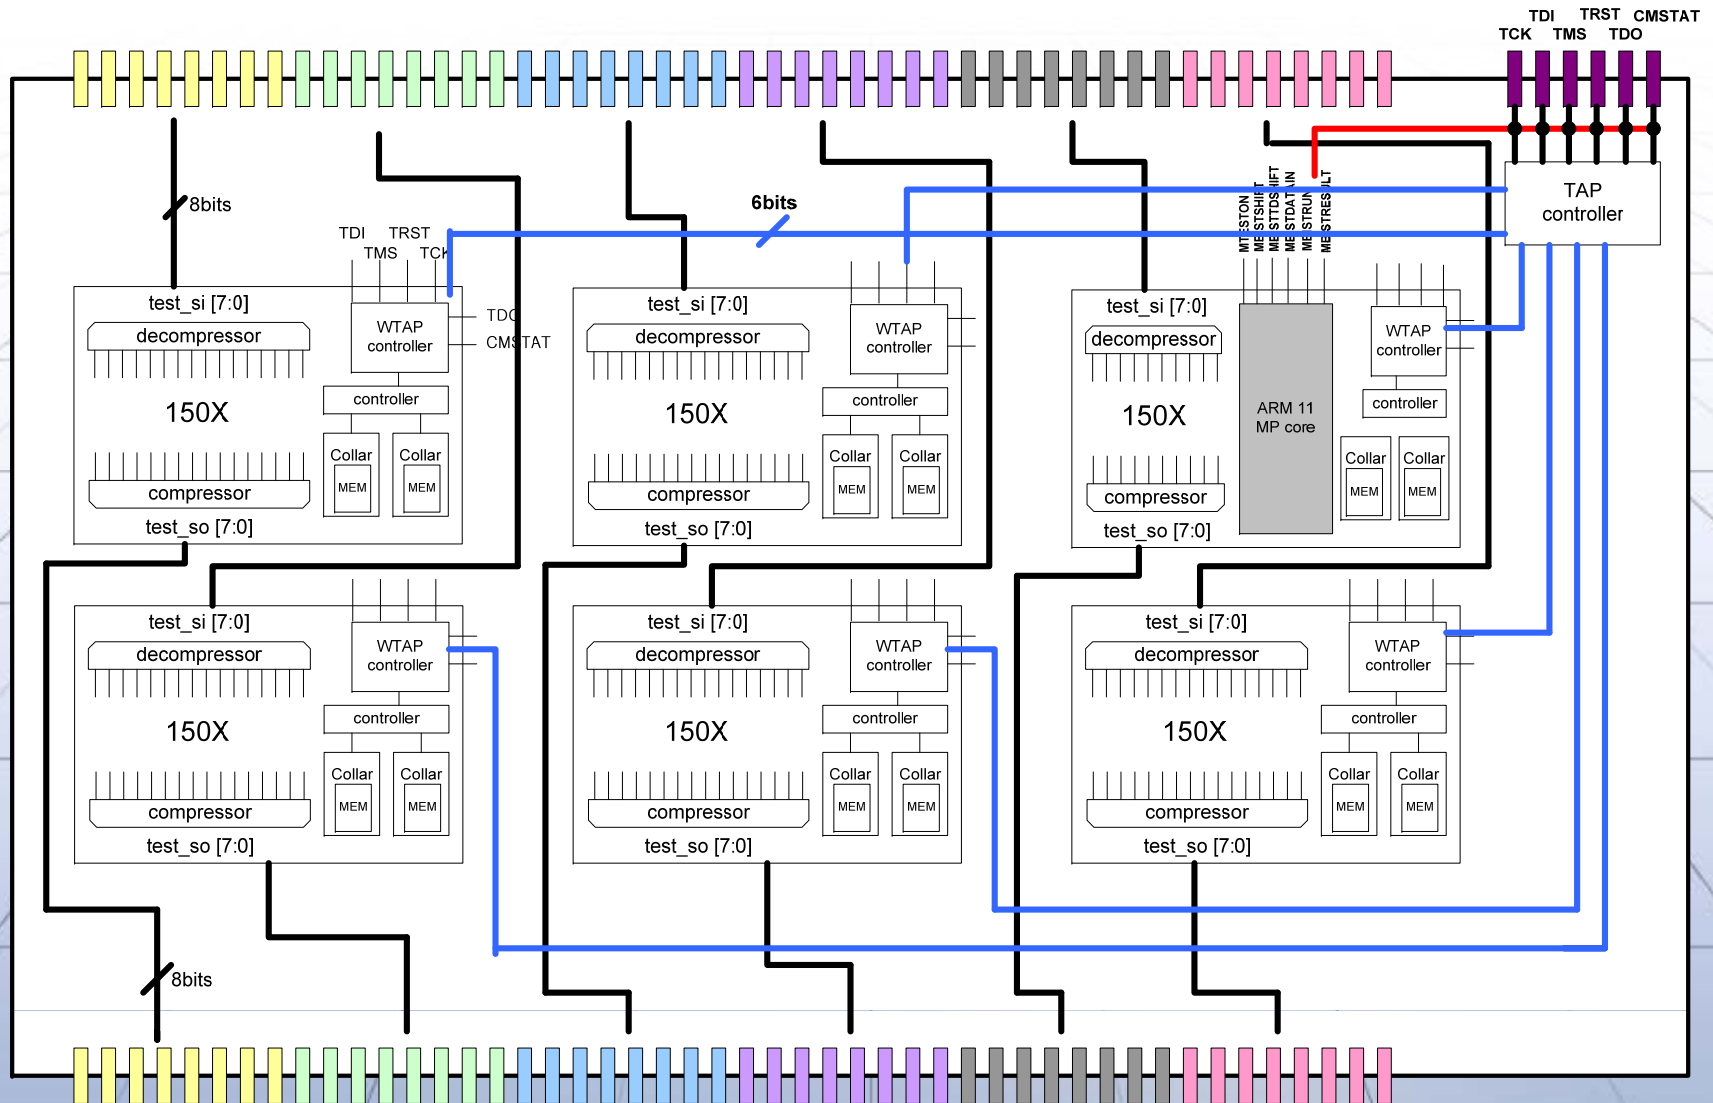 TDI TRST CMSTAT
TCK TMS TDO
TAP
controller
8bits
6bits
MTESTON
MBISTSHIFT
MBISTDSHIFT
MBISTDATAIN
MBISTRUN
MBISTRESULT
TDI TRST
TMS TCK
test_si [7:0]
decompressor
WTAP
controller
TDO
CMSTAT
controller
150X
Collar Collar
MEM MEM
compressor
test_so [7:0]
test_si [7:0]
decompressor
WTAP
controller
controller
150X
Collar Collar
MEM MEM
compressor
test_so [7:0]
test_si [7:0]
decompressor
WTAP
controller
controller
150X
ARM 11
MP core
Collar Collar
MEM MEM
compressor
test_so [7:0]
test_si [7:0]
decompressor
WTAP
controller
controller
150X
Collar Collar
MEM MEM
compressor
test_so [7:0]
test_si [7:0]
decompressor
WTAP
controller
controller
150X
Collar Collar
MEM MEM
compressor
test_so [7:0]
test_si [7:0]
decompressor
WTAP
controller
controller
150X
Collar Collar
MEM MEM
compressor
test_so [7:0]
8bits